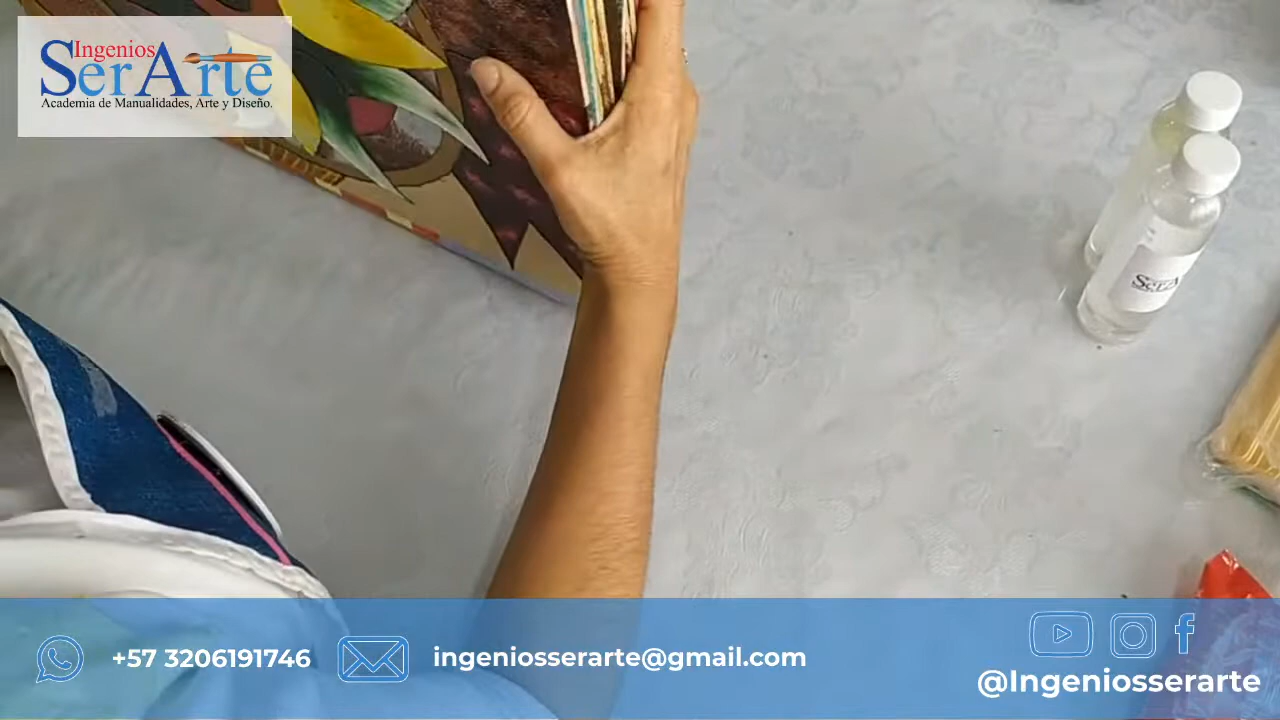 Ingenios
SerArte
Academia de Manualidades, Arte y Diseño.
+57 3206191746
ingeniosserarte@gmail.com
@Ingeniosserarte